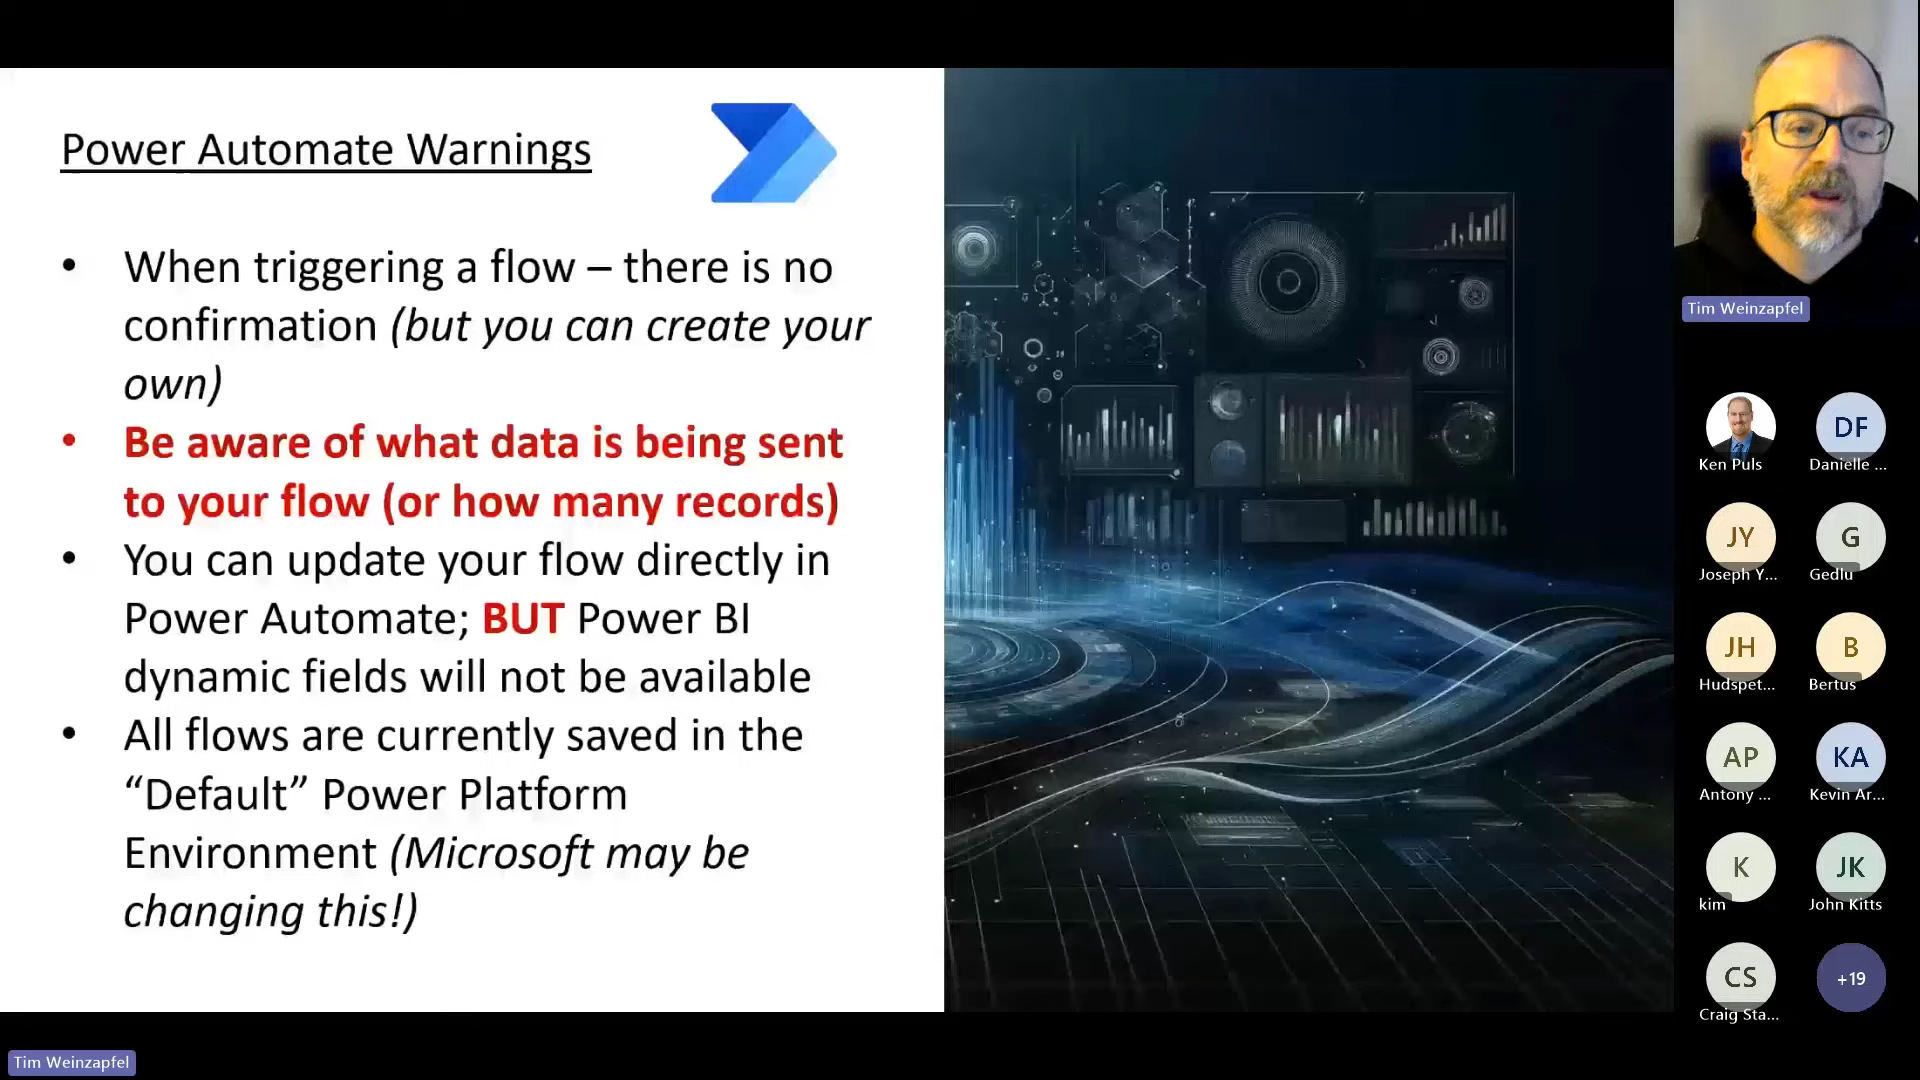 Power Automate Warnings
• When triggering a flow – there is no
confirmation (but you can create your
own)
• Be aware of what data is being sent
to your flow (or how many records)
• You can update your flow directly in
Power Automate; BUT Power BI
dynamic fields will not be available
• All flows are currently saved in the
“Default” Power Platform
Environment (Microsoft may be
changing this!)
Tim Weinzapfel
Ken Puls
DF
Danielle ...
JY
Joseph Y...
G
Gedlu
JH
Hudspet...
B
Bertus
AP
Antony ...
KA
Kevin Ar...
K
kim
JK
John Kitts
CS
Craig Sta...
+19
Tim Weinzapfel